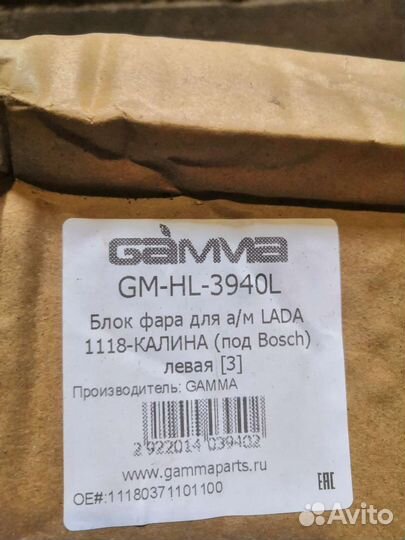 GAMMA
GM-HL-3940L
Блок фара для а/м LADA
1118-КАЛИНА (под Bosch)
левая [3]
Производитель: GAMMA
2 922014 039402
www.gammaparts.ru
OE#:11180371101100
EAC
Avito